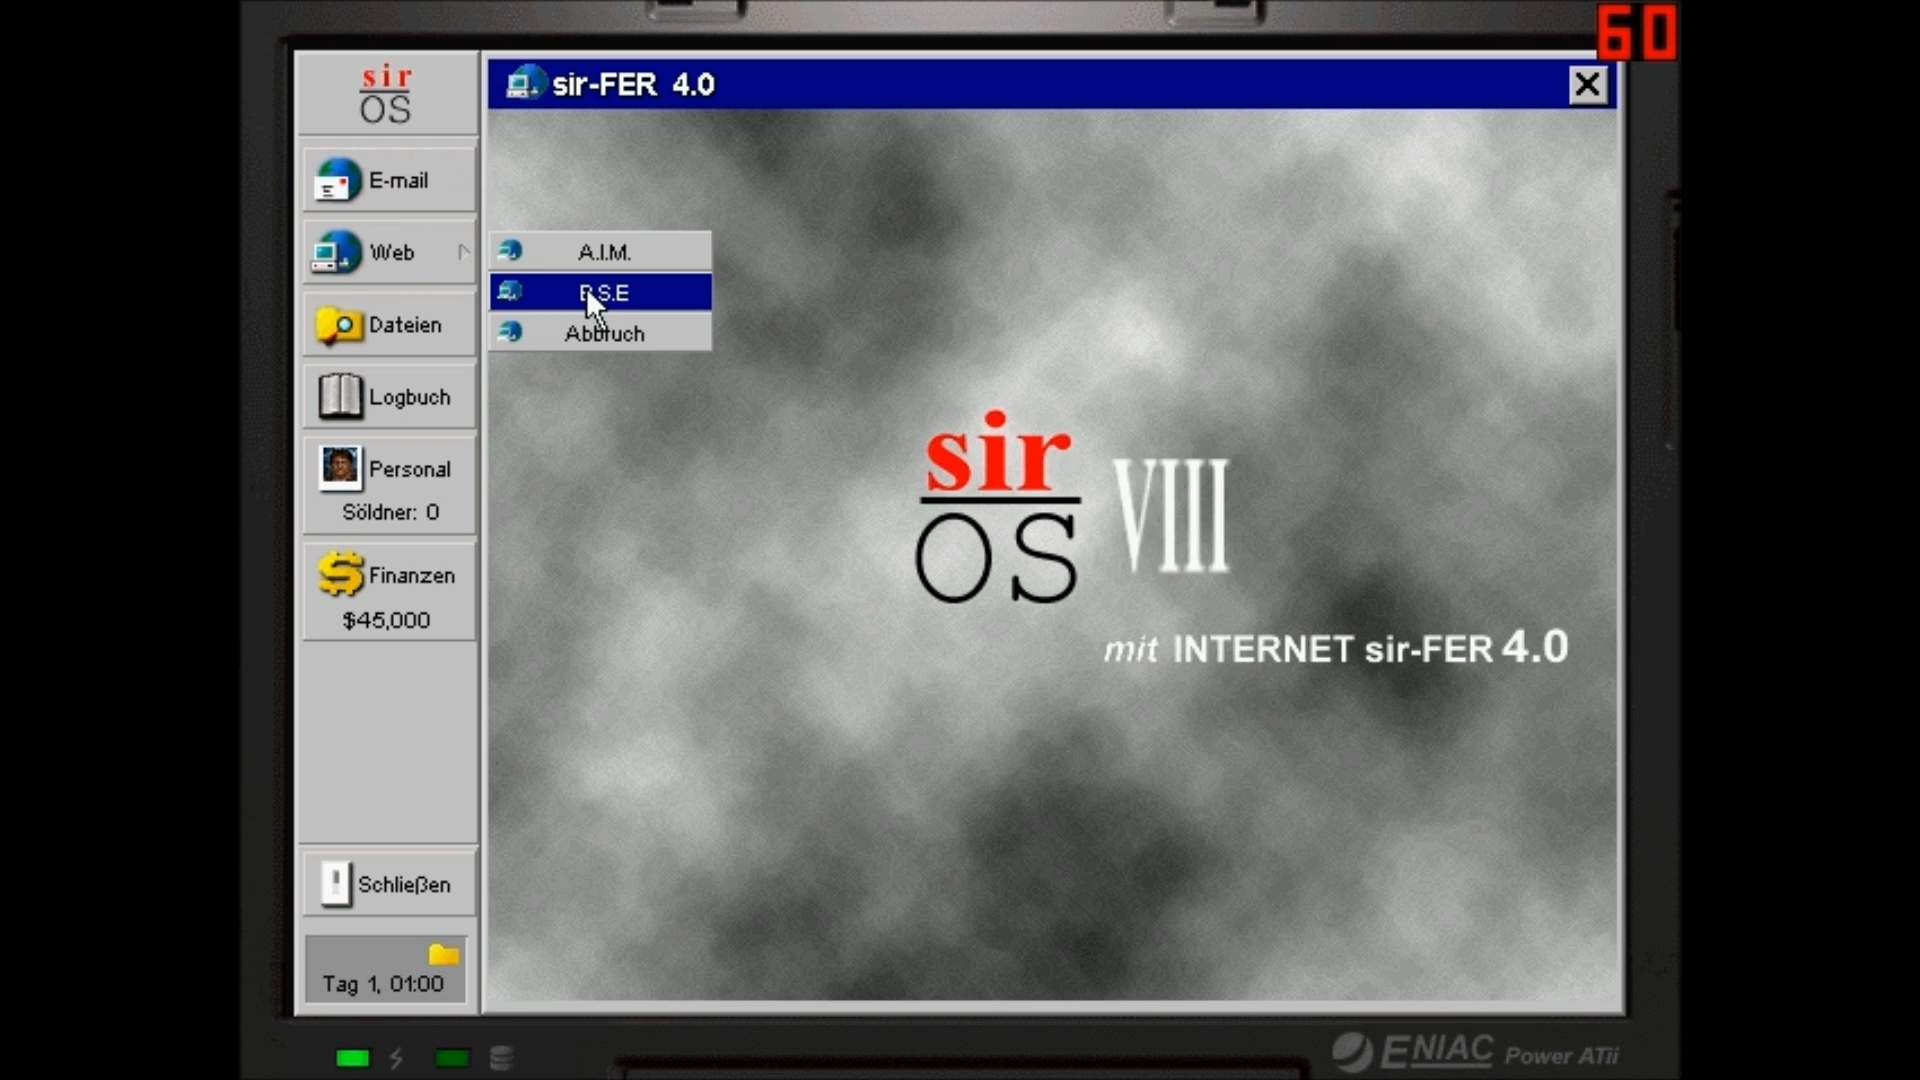 60
sir
OS
sir-FER 4.0
E-mail
Web
A.I.M.
Dateien
Abbruch
Logbuch
Personal
Söldner: 0
Finanzen
$45,000
sir
OS
VIII
mit INTERNET sir-FER 4.0
Schließen
Tag 1, 01:00
ENIAC Power ATii